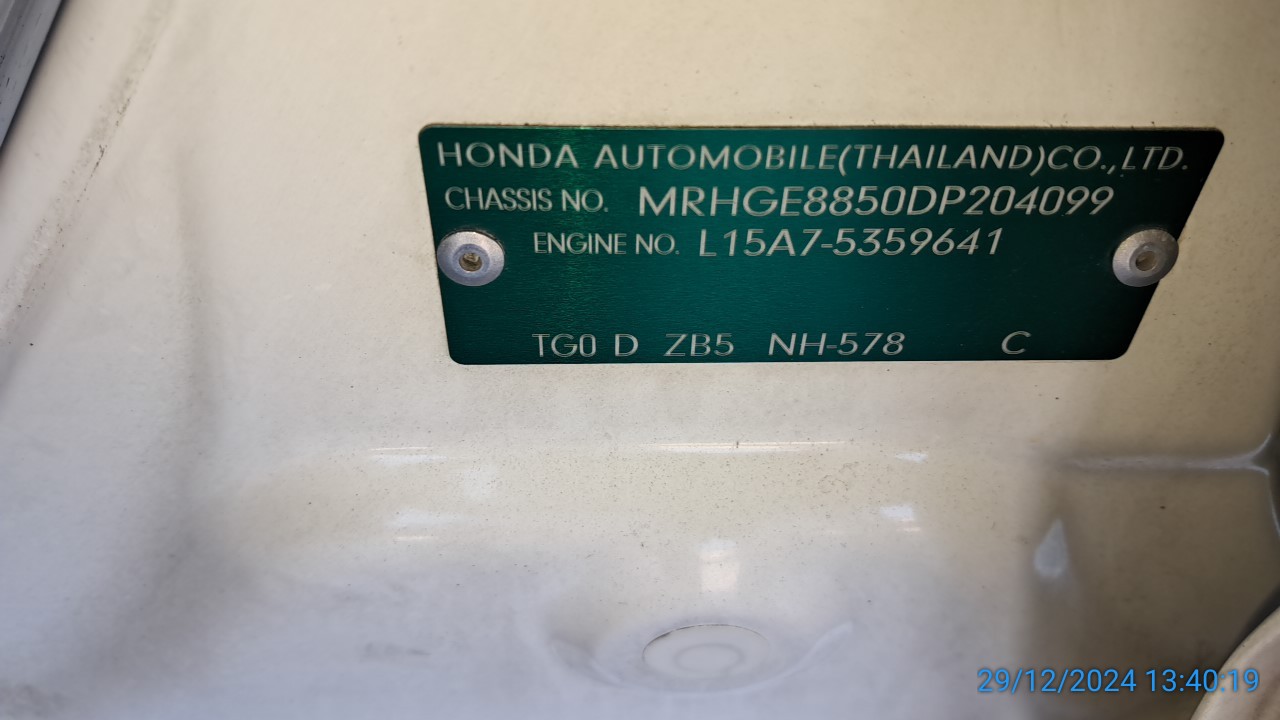 HONDA AUTOMOBILE(THAILAND)CO.,LTD.
CHASSIS NO. MRHGE8850DP204099
ENGINE NO. L15A7-5359641
TG0 D ZB5 NH-578 C
29/12/2024 13:40:19